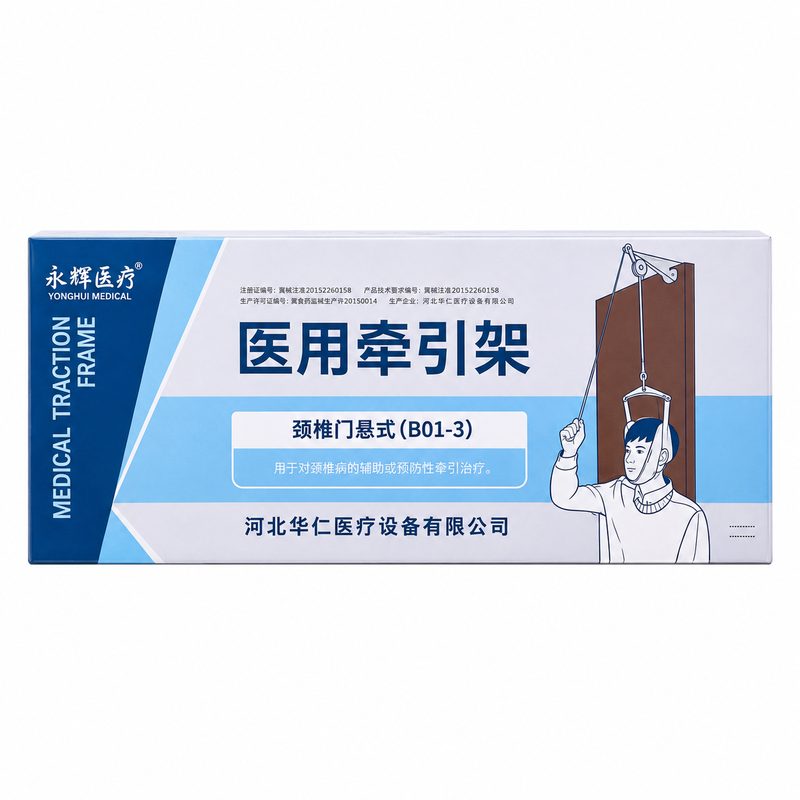 永辉医疗®
YONGHUI MEDICAL
MEDICAL TRACTION
FRAME
注册证编号：冀械注准20152260158 产品技术要求编号：冀械注准20152260158
生产许可证编号：冀食药监械生产许20150014 生产企业：河北华仁医疗设备有限公司
医用牵引架
颈椎门悬式(B01-3)
用于对颈椎病的辅助或预防性牵引治疗。
河北华仁医疗设备有限公司